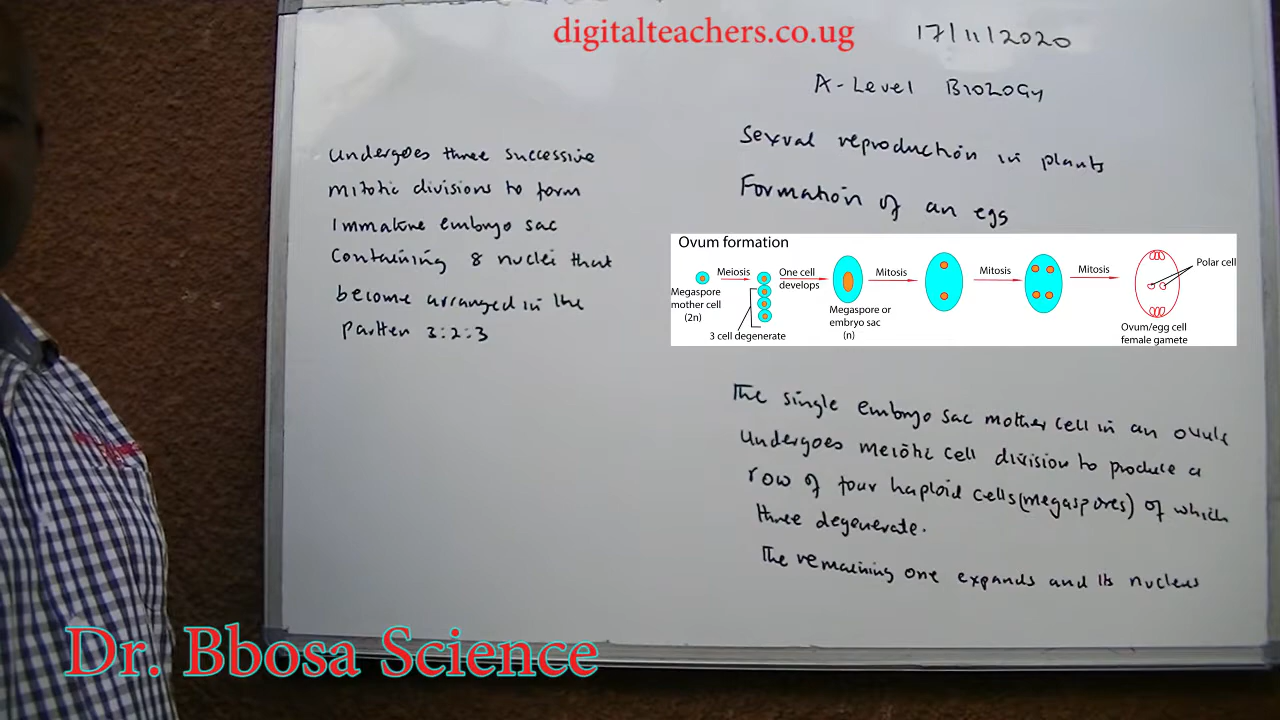 digitalteachers.co.ug
17/11/2020
A-Level BIOLOGY
Sexual reproduction in plants
Formation of an egg
Ovum formation
Megaspore
mother cell
(2n)
Meiosis
3 cell degenerate
One cell
develops
Megaspore or
embryo sac
(n)
Mitosis
Mitosis
Mitosis
Polar cell
Ovum/egg cell
female gamete
The single embryo sac mother cell in an ovule
undergoes meiotic cell division to produce a
row of four haploid cells (megaspores) of which
three degenerate.
The remaining one expands and its nucleus
undergoes three successive
mitotic divisions to form
immature embryo sac
containing 8 nuclei that
become arranged in the
patten 3:2:3
Dr. Bbosa Science